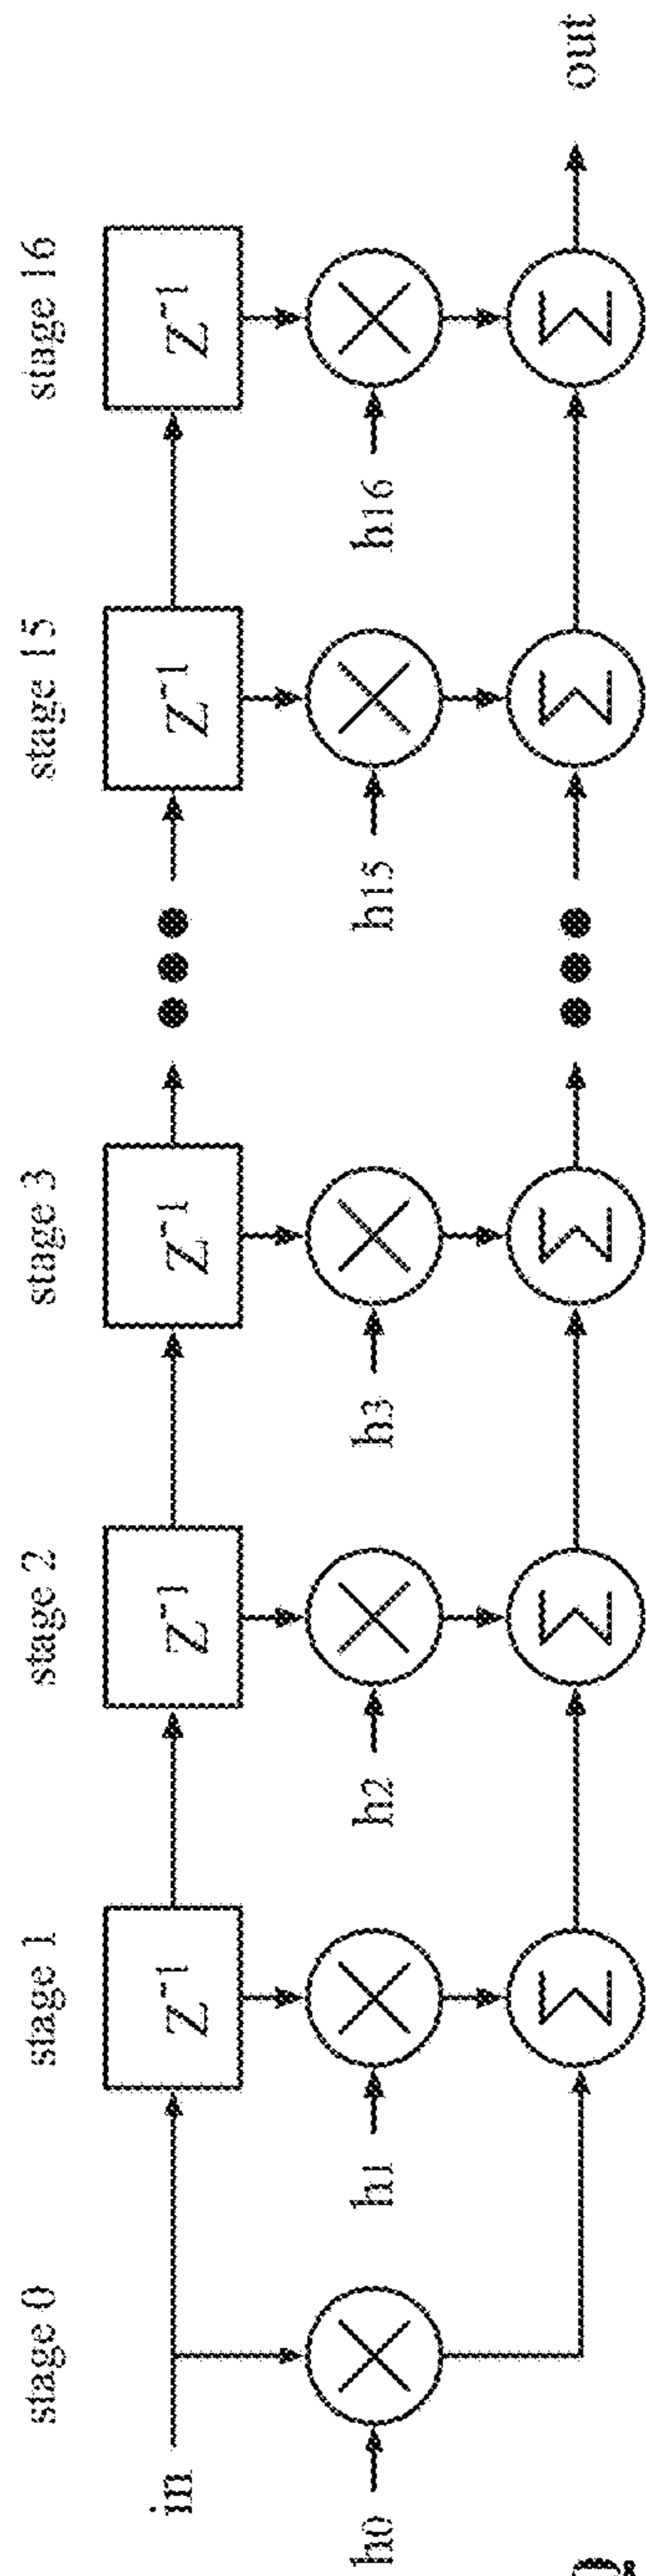 stage 0 stage 1 stage 2 stage 3 stage 15 stage 16
in Z⁻¹ Z⁻¹ Z⁻¹ Z⁻¹ Z⁻¹
h0 h1 h2 h3 h15 h16
Σ Σ Σ Σ Σ out